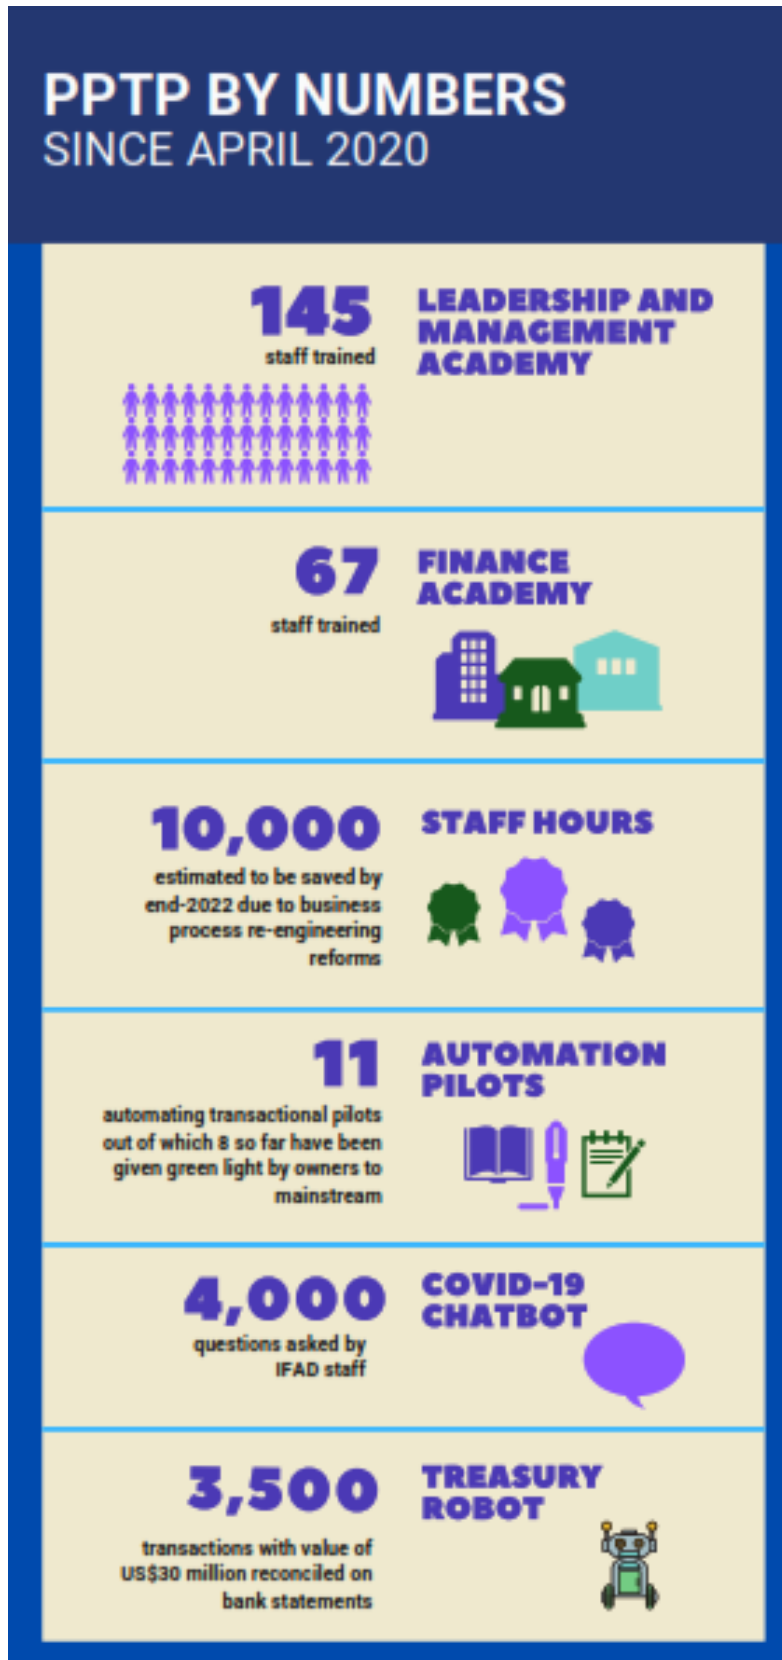 PPTP BY NUMBERS
SINCE APRIL 2020
145
staff trained
LEADERSHIP AND
MANAGEMENT
ACADEMY
67
staff trained
FINANCE
ACADEMY
10,000
estimated to be saved by
end-2022 due to business
process re-engineering
reforms
STAFF HOURS
11
automating transactional pilots
out of which 8 so far have been
given green light by owners to
mainstream
AUTOMATION
PILOTS
4,000
questions asked by
IFAD staff
COVID-19
CHATBOT
3,500
transactions with value of
US$30 million reconciled on
bank statements
TREASURY
ROBOT